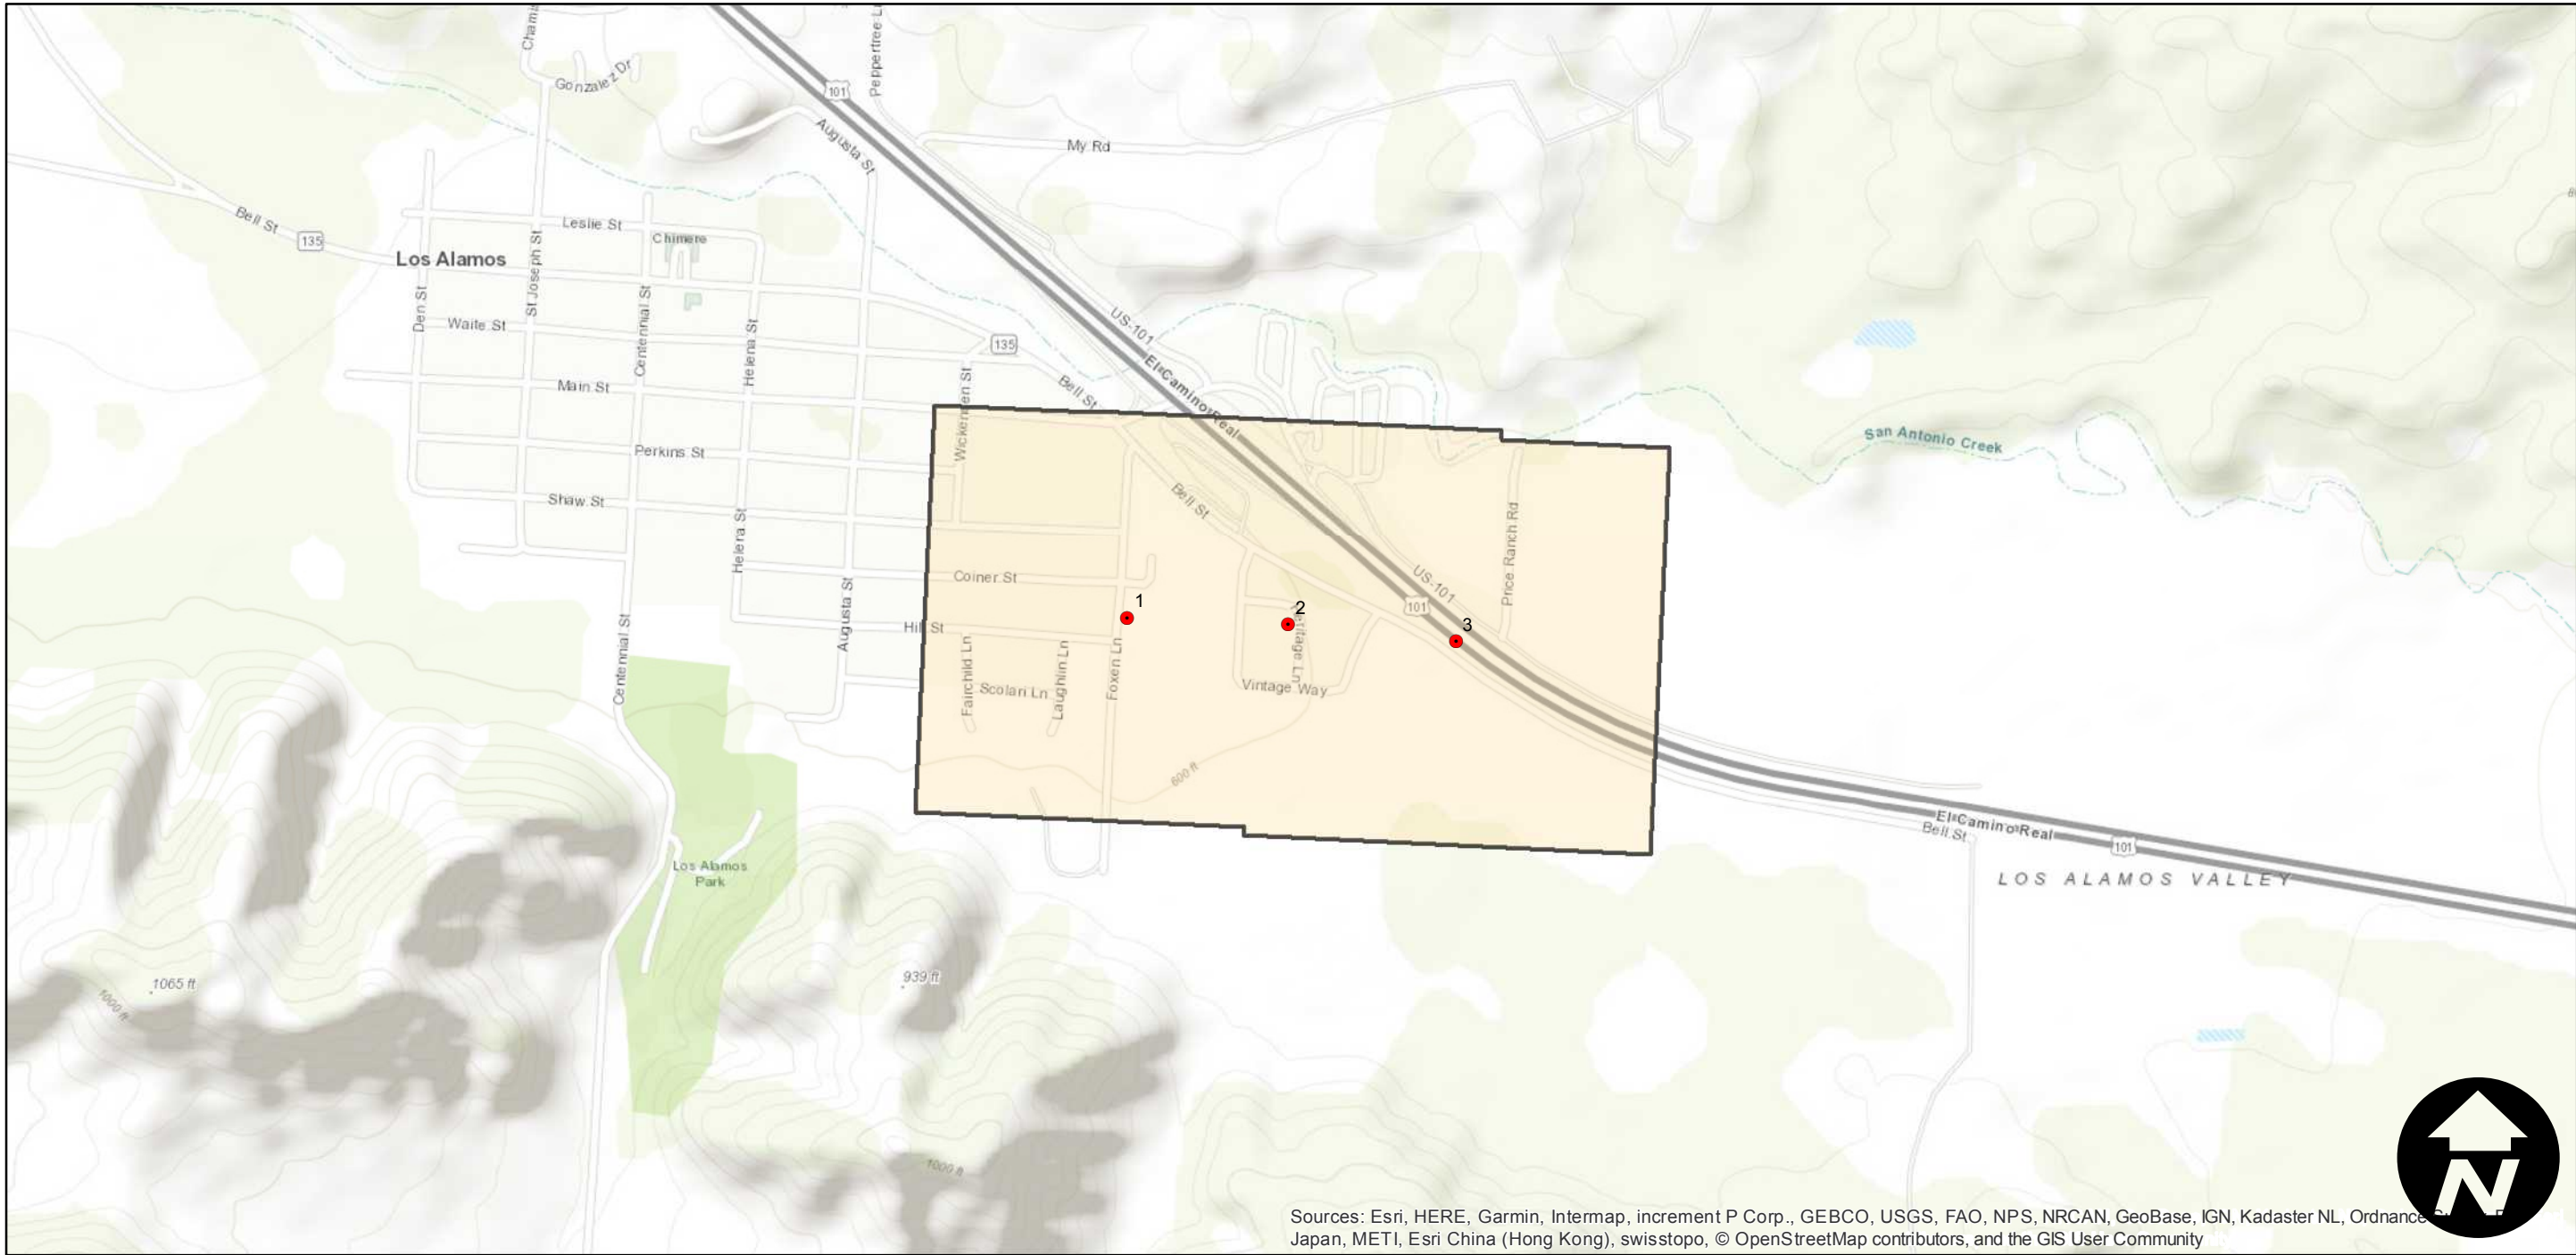 Gonzalez Dr
Peppertree
101
Augusta St
My Rd
Bell St
135
Leslie St
Chimere
Los Alamos
St Joseph St
Den St
Waite St
Centennial St
Helena St
135
US-101
El Camino Real
Main St
Bell St
Wickenden St
Perkins St
San Antonio Creek
Shaw St
Bell St
Price Ranch Rd
Helena St
Coiner St
US-101
101
1
2
3
Augusta St
Hill St
Centennial St
Fairchild Ln
Scolari Ln
Laughlin Ln
Foxen Ln
Vintage Way
600 ft
El Camino Real
Bell St
101
LOS ALAMOS VALLEY
Los Alamos
Park
1065 ft
1000 ft
939 ft
1000 ft
N
Sources: Esri, HERE, Garmin, Intermap, increment P Corp., GEBCO, USGS, FAO, NPS, NRCAN, GeoBase, IGN, Kadaster NL, Ordnance
Japan, METI, Esri China (Hong Kong), swisstopo, © OpenStreetMap contributors, and the GIS User Community